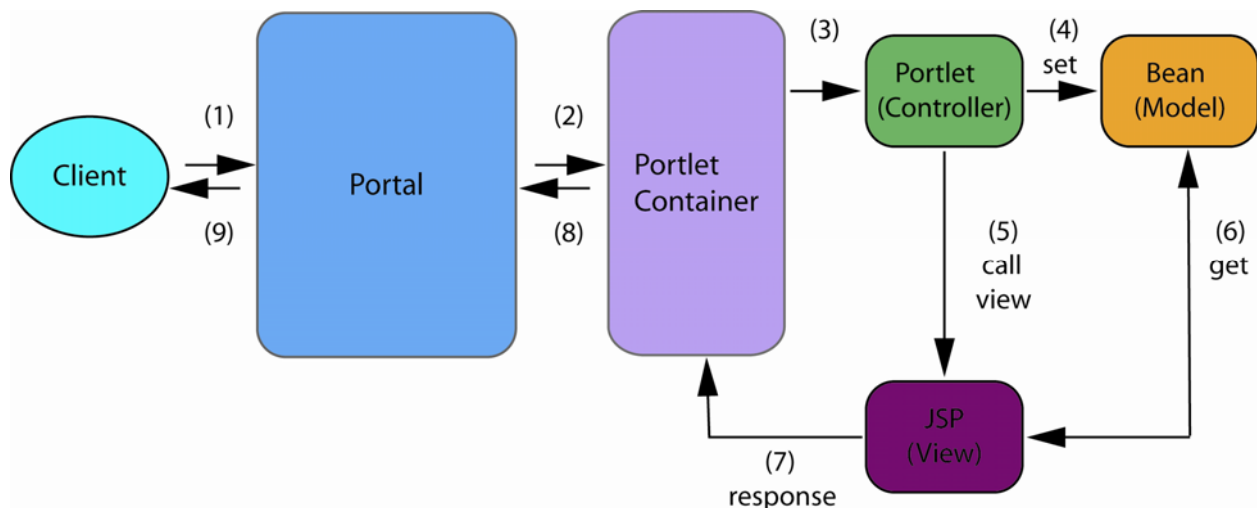 Client
(1)
(9)
Portal
(2)
(8)
Portlet
Container
(3)
Portlet
(Controller)
(4)
set
Bean
(Model)
(5)
call
view
(6)
get
JSP
(View)
(7)
response